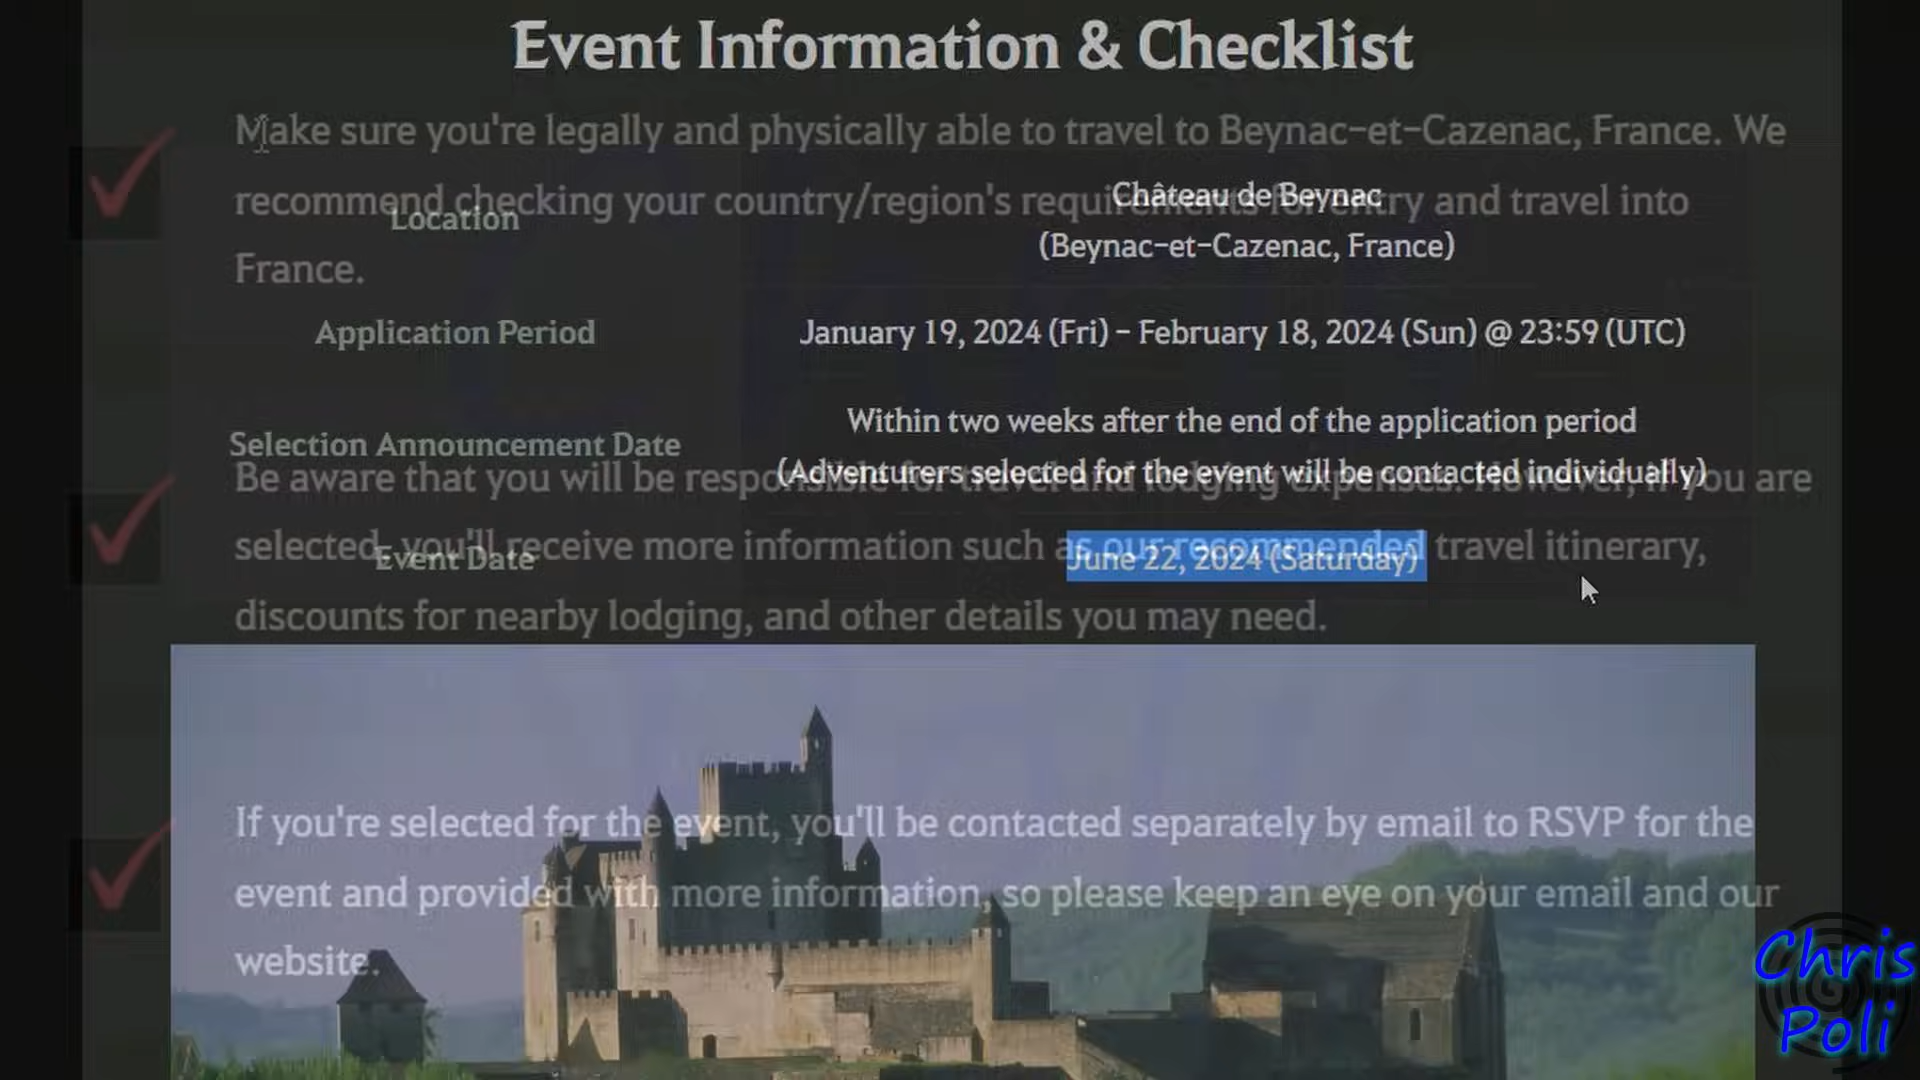 Event Information & Checklist
Make sure you're legally and physically able to travel to Beynac-et-Cazenac, France. We
recommend checking your country/region's requirements for entry and travel into
France.
Location
Château de Beynac
(Beynac-et-Cazenac, France)
Application Period
January 19, 2024 (Fri) - February 18, 2024 (Sun) @ 23:59 (UTC)
Selection Announcement Date
Within two weeks after the end of the application period
(Adventurers selected for the event will be contacted individually)
Be aware that you will be responsible for travel and lodging expenses. However, if you are
selected, you'll receive more information such as our recommended travel itinerary,
discounts for nearby lodging, and other details you may need.
Event Date
June 22, 2024 (Saturday)
If you're selected for the event, you'll be contacted separately by email to RSVP for the
event and provided with more information, so please keep an eye on your email and our
website.
Chris
G
Poli